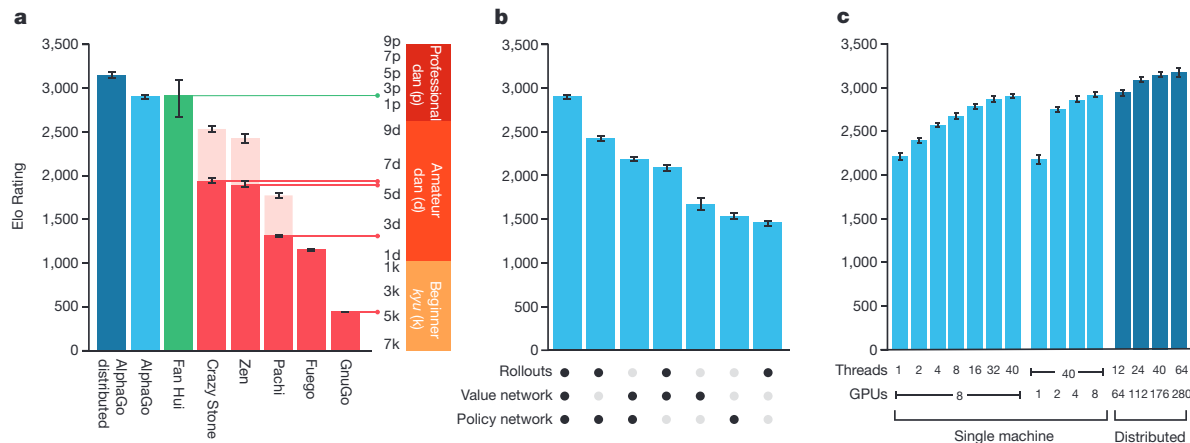 a
Elo Rating
3,500
3,000
2,500
2,000
1,500
1,000
500
0
AlphaGo
distributed
AlphaGo
Fan Hui
Crazy Stone
Zen
Pachi
Fuego
GnuGo
9p
7p
5p
3p
1p
9d
7d
5d
3d
1d
1k
3k
5k
7k
Professional
dan (p)
Amateur
dan (d)
Beginner
kyu (k)
b
3,500
3,000
2,500
2,000
1,500
1,000
500
0
Rollouts
Value network
Policy network
c
3,500
3,000
2,500
2,000
1,500
1,000
500
0
Threads 1 2 4 8 16 32 40 40 12 24 40 64
GPUs 8 1 2 4 8 64 112 176 280
Single machine Distributed